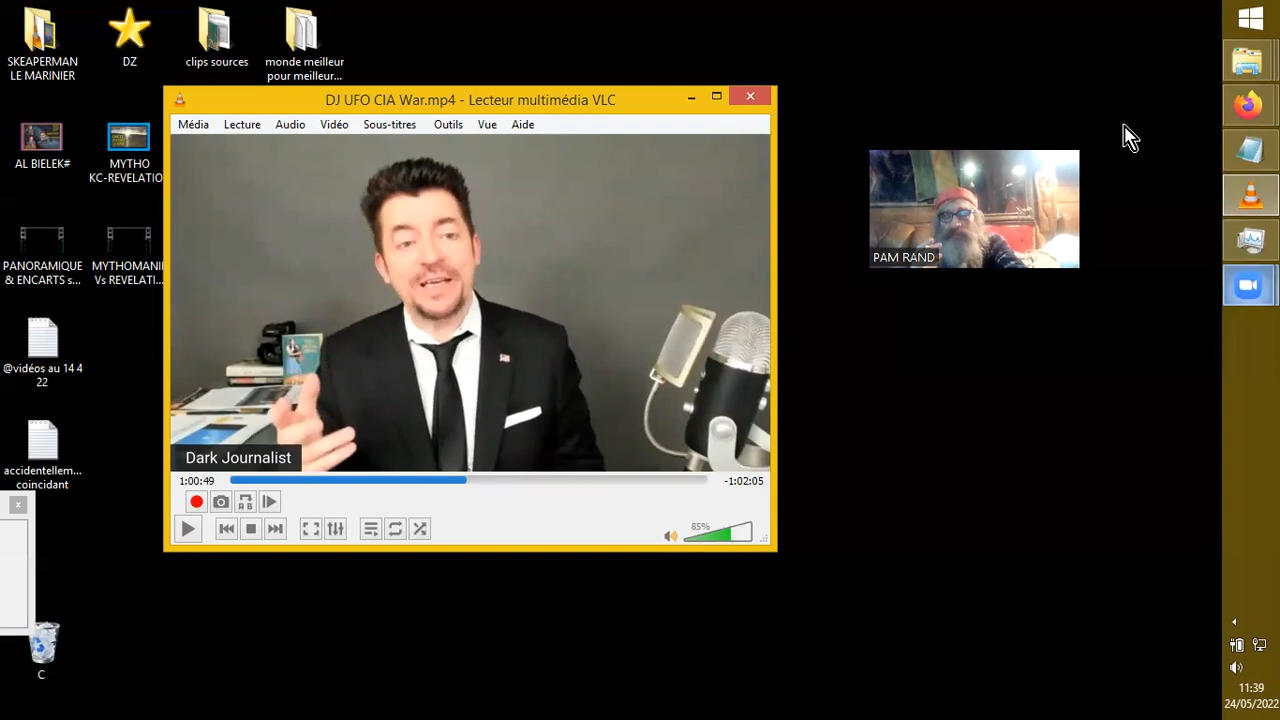 SKEAPERMAN
LE MARINIER
DZ
clips sources
monde meilleur
pour meilleur...
DJ UFO CIA War.mp4 - Lecteur multimédia VLC
Média Lecture Audio Vidéo Sous-titres Outils Vue Aide
AL BIELEK#
MYTHO
KC-REVELATIO
PANORAMIQUE
& ENCARTS s...
MYTHOMANI
Vs REVELATI...
@vidéos au 14 4
22
accidentellem...
coincidant
PAM RAND
Dark Journalist
1:00:49
-1:02:05
85%
C
11:39
24/05/2022